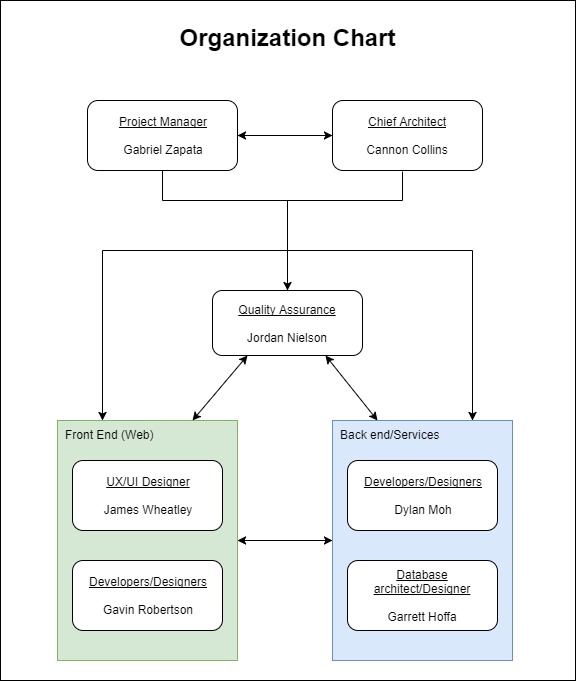 Organization Chart
Project Manager
Gabriel Zapata
Chief Architect
Cannon Collins
Quality Assurance
Jordan Nielson
Front End (Web)
UX/UI Designer
James Wheatley
Developers/Designers
Gavin Robertson
Back end/Services
Developers/Designers
Dylan Moh
Database
architect/Designer
Garrett Hoffa